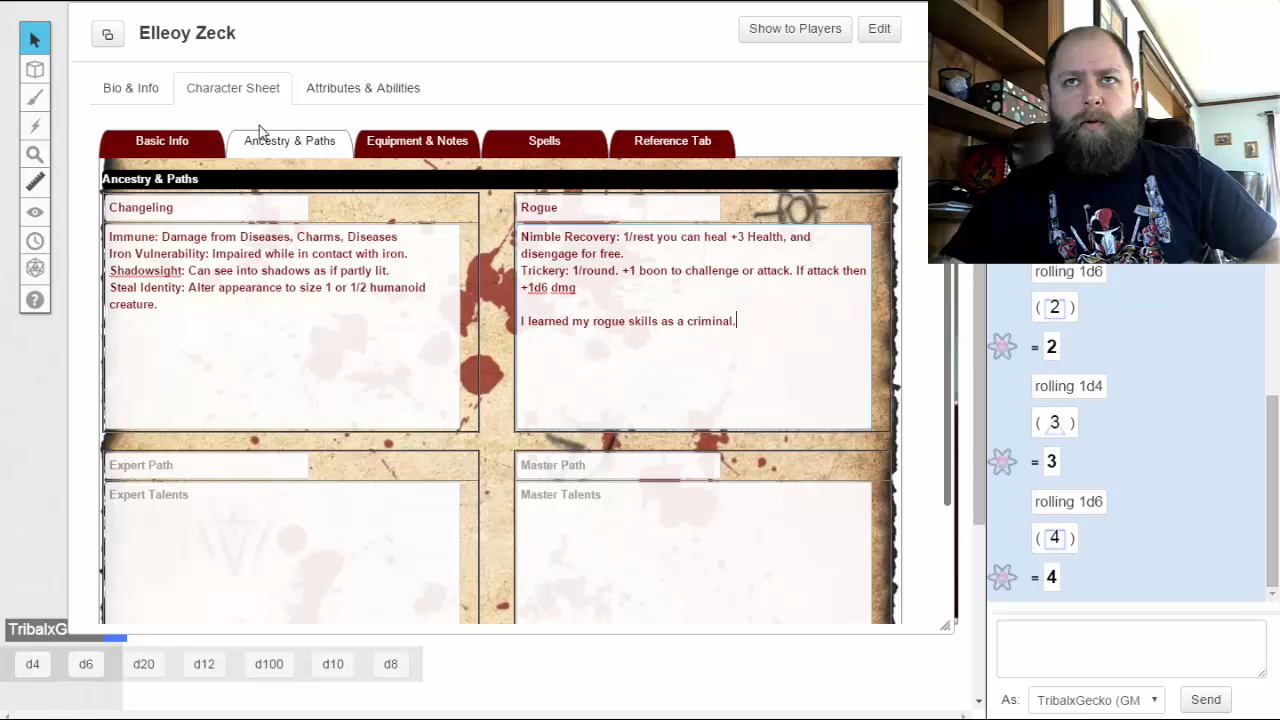 Elleoy Zeck
Show to Players
Edit
Bio & Info
Character Sheet
Attributes & Abilities
Basic Info
Ancestry & Paths
Equipment & Notes
Spells
Reference Tab
Ancestry & Paths
Changeling
Immune: Damage from Diseases, Charms, Diseases
Iron Vulnerability: Impaired while in contact with iron.
Shadowsight: Can see into shadows as if partly lit.
Steal Identity: Alter appearance to size 1 or 1/2 humanoid
creature.
Rogue
Nimble Recovery: 1/rest you can heal +3 Health, and
disengage for free.
Trickery: 1/round. +1 boon to challenge or attack. If attack then
+1d6 dmg
I learned my rogue skills as a criminal.
Expert Path
Expert Talents
Master Path
Master Talents
rolling 1d6
( 2 )
= 2
rolling 1d4
( 3 )
= 3
rolling 1d6
( 4 )
= 4
TribalxG
d4
d6
d20
d12
d100
d10
d8
As:
TribalxGecko (GM
Send